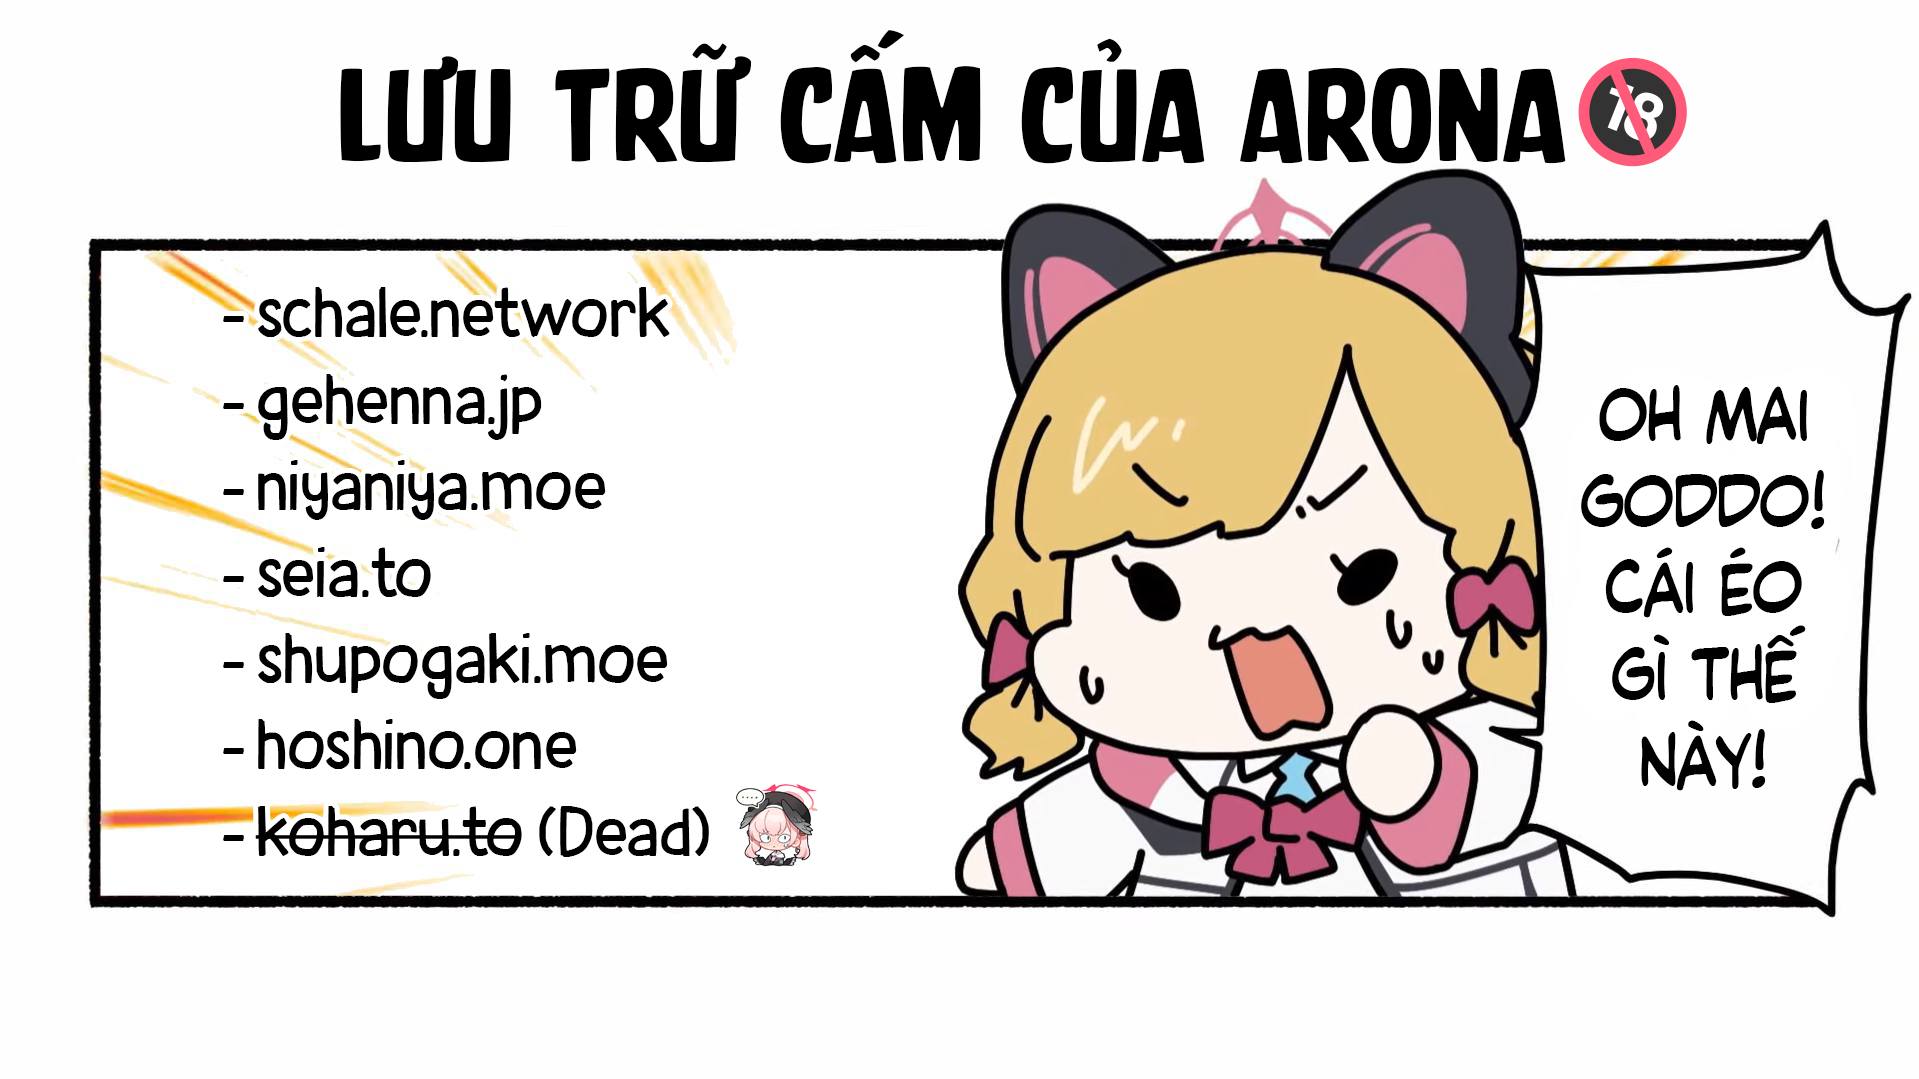 LƯU TRỮ CẤM CỦA ARONA 18
- schale.network
- gehenna.jp
- niyaniya.moe
- seia.to
- shupogaki.moe
- hoshino.one
- koharu.to (Dead)
....
OH MAI
GODDO!
CÁI ÉO
GÌ THẾ
NÀY!